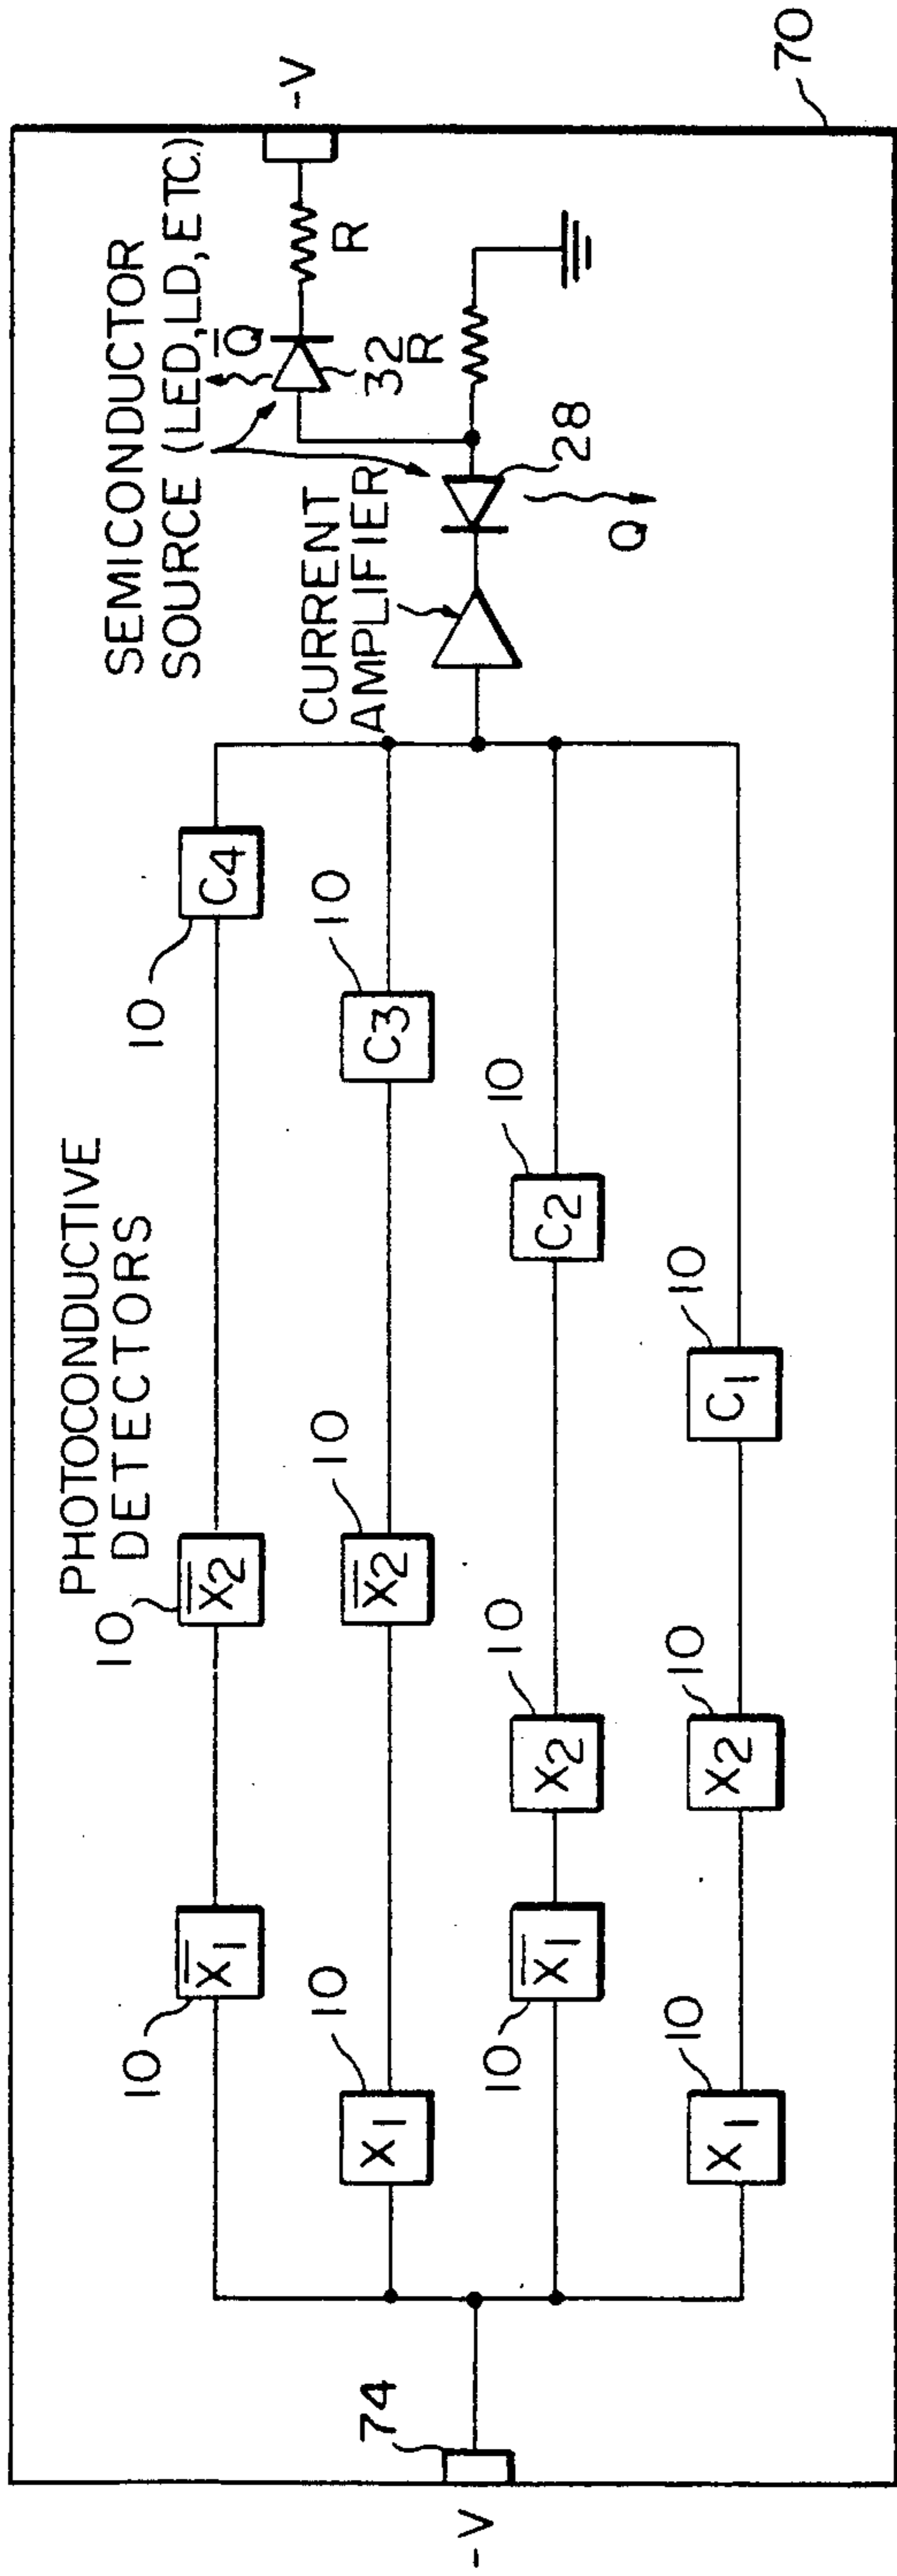 -V
74
PHOTOCONDUCTIVE
DETECTORS
10
X̅1
10
X̅2
10
C4
X1
10
X̅2
10
C3
10
X̅1
10
X2
10
C2
10
X1
10
X2
10
C1
10
CURRENT
AMPLIFIER
SEMICONDUCTOR
SOURCE (LED, LD, ETC.)
Q̅
32
R
-V
R
28
Q
70